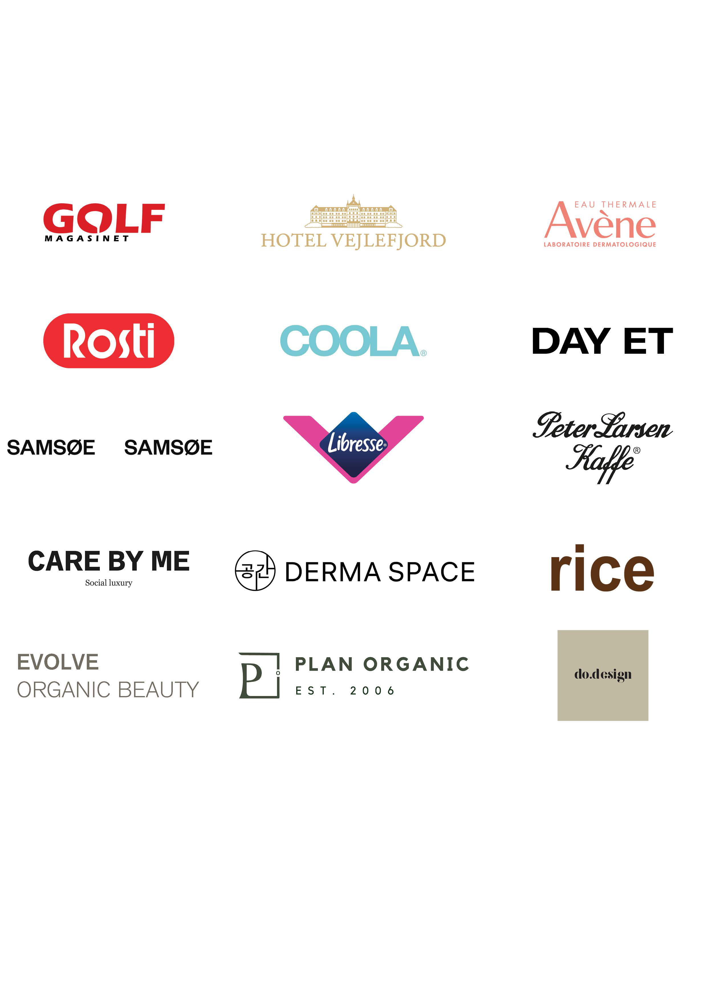 GOLF
MAGASINET
HOTEL VEJLEFJORD
EAU THERMALE
Avène
LABORATOIRE DERMATOLOGIQUE
Rosti
COOLA®
DAY ET
SAMSØE SAMSØE
Libresse®
Peter Larsen
Kaffe®
CARE BY ME
Social luxury
공간 DERMA SPACE
rice
EVOLVE
ORGANIC BEAUTY
P
o
PLAN ORGANIC
EST. 2006
do.design